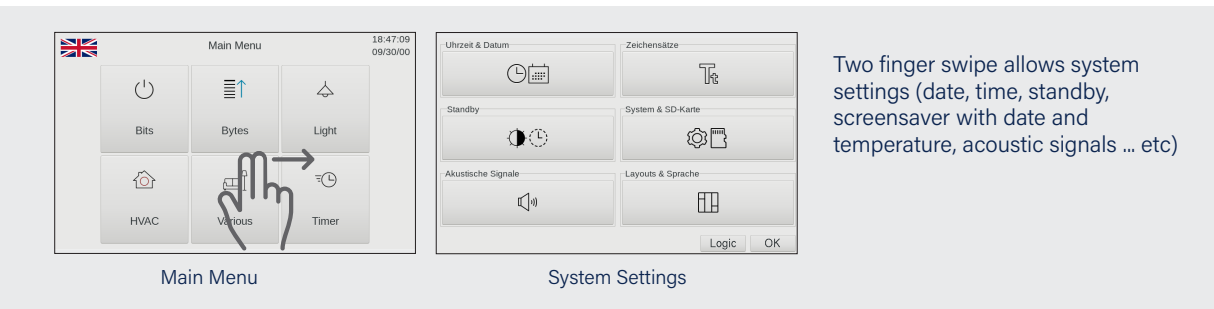 Main Menu
18:47:09
09/30/00
Bits
Bytes
Light
HVAC
Various
Timer
Main Menu
Uhrzeit & Datum
Zeichensätze
Tt
Standby
System & SD-Karte
Akustische Signale
Layouts & Sprache
Logic
OK
System Settings
Two finger swipe allows system
settings (date, time, standby,
screensaver with date and
temperature, acoustic signals ... etc)